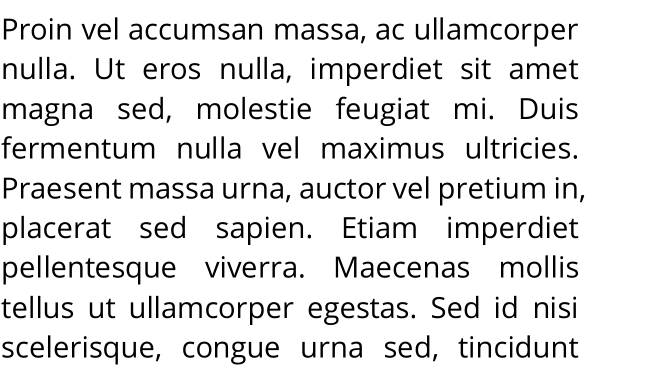 Proin vel accumsan massa, ac ullamcorper
nulla. Ut eros nulla, imperdiet sit amet
magna sed, molestie feugiat mi. Duis
fermentum nulla vel maximus ultricies.
Praesent massa urna, auctor vel pretium in,
placerat sed sapien. Etiam imperdiet
pellentesque viverra. Maecenas mollis
tellus ut ullamcorper egestas. Sed id nisi
scelerisque, congue urna sed, tincidunt